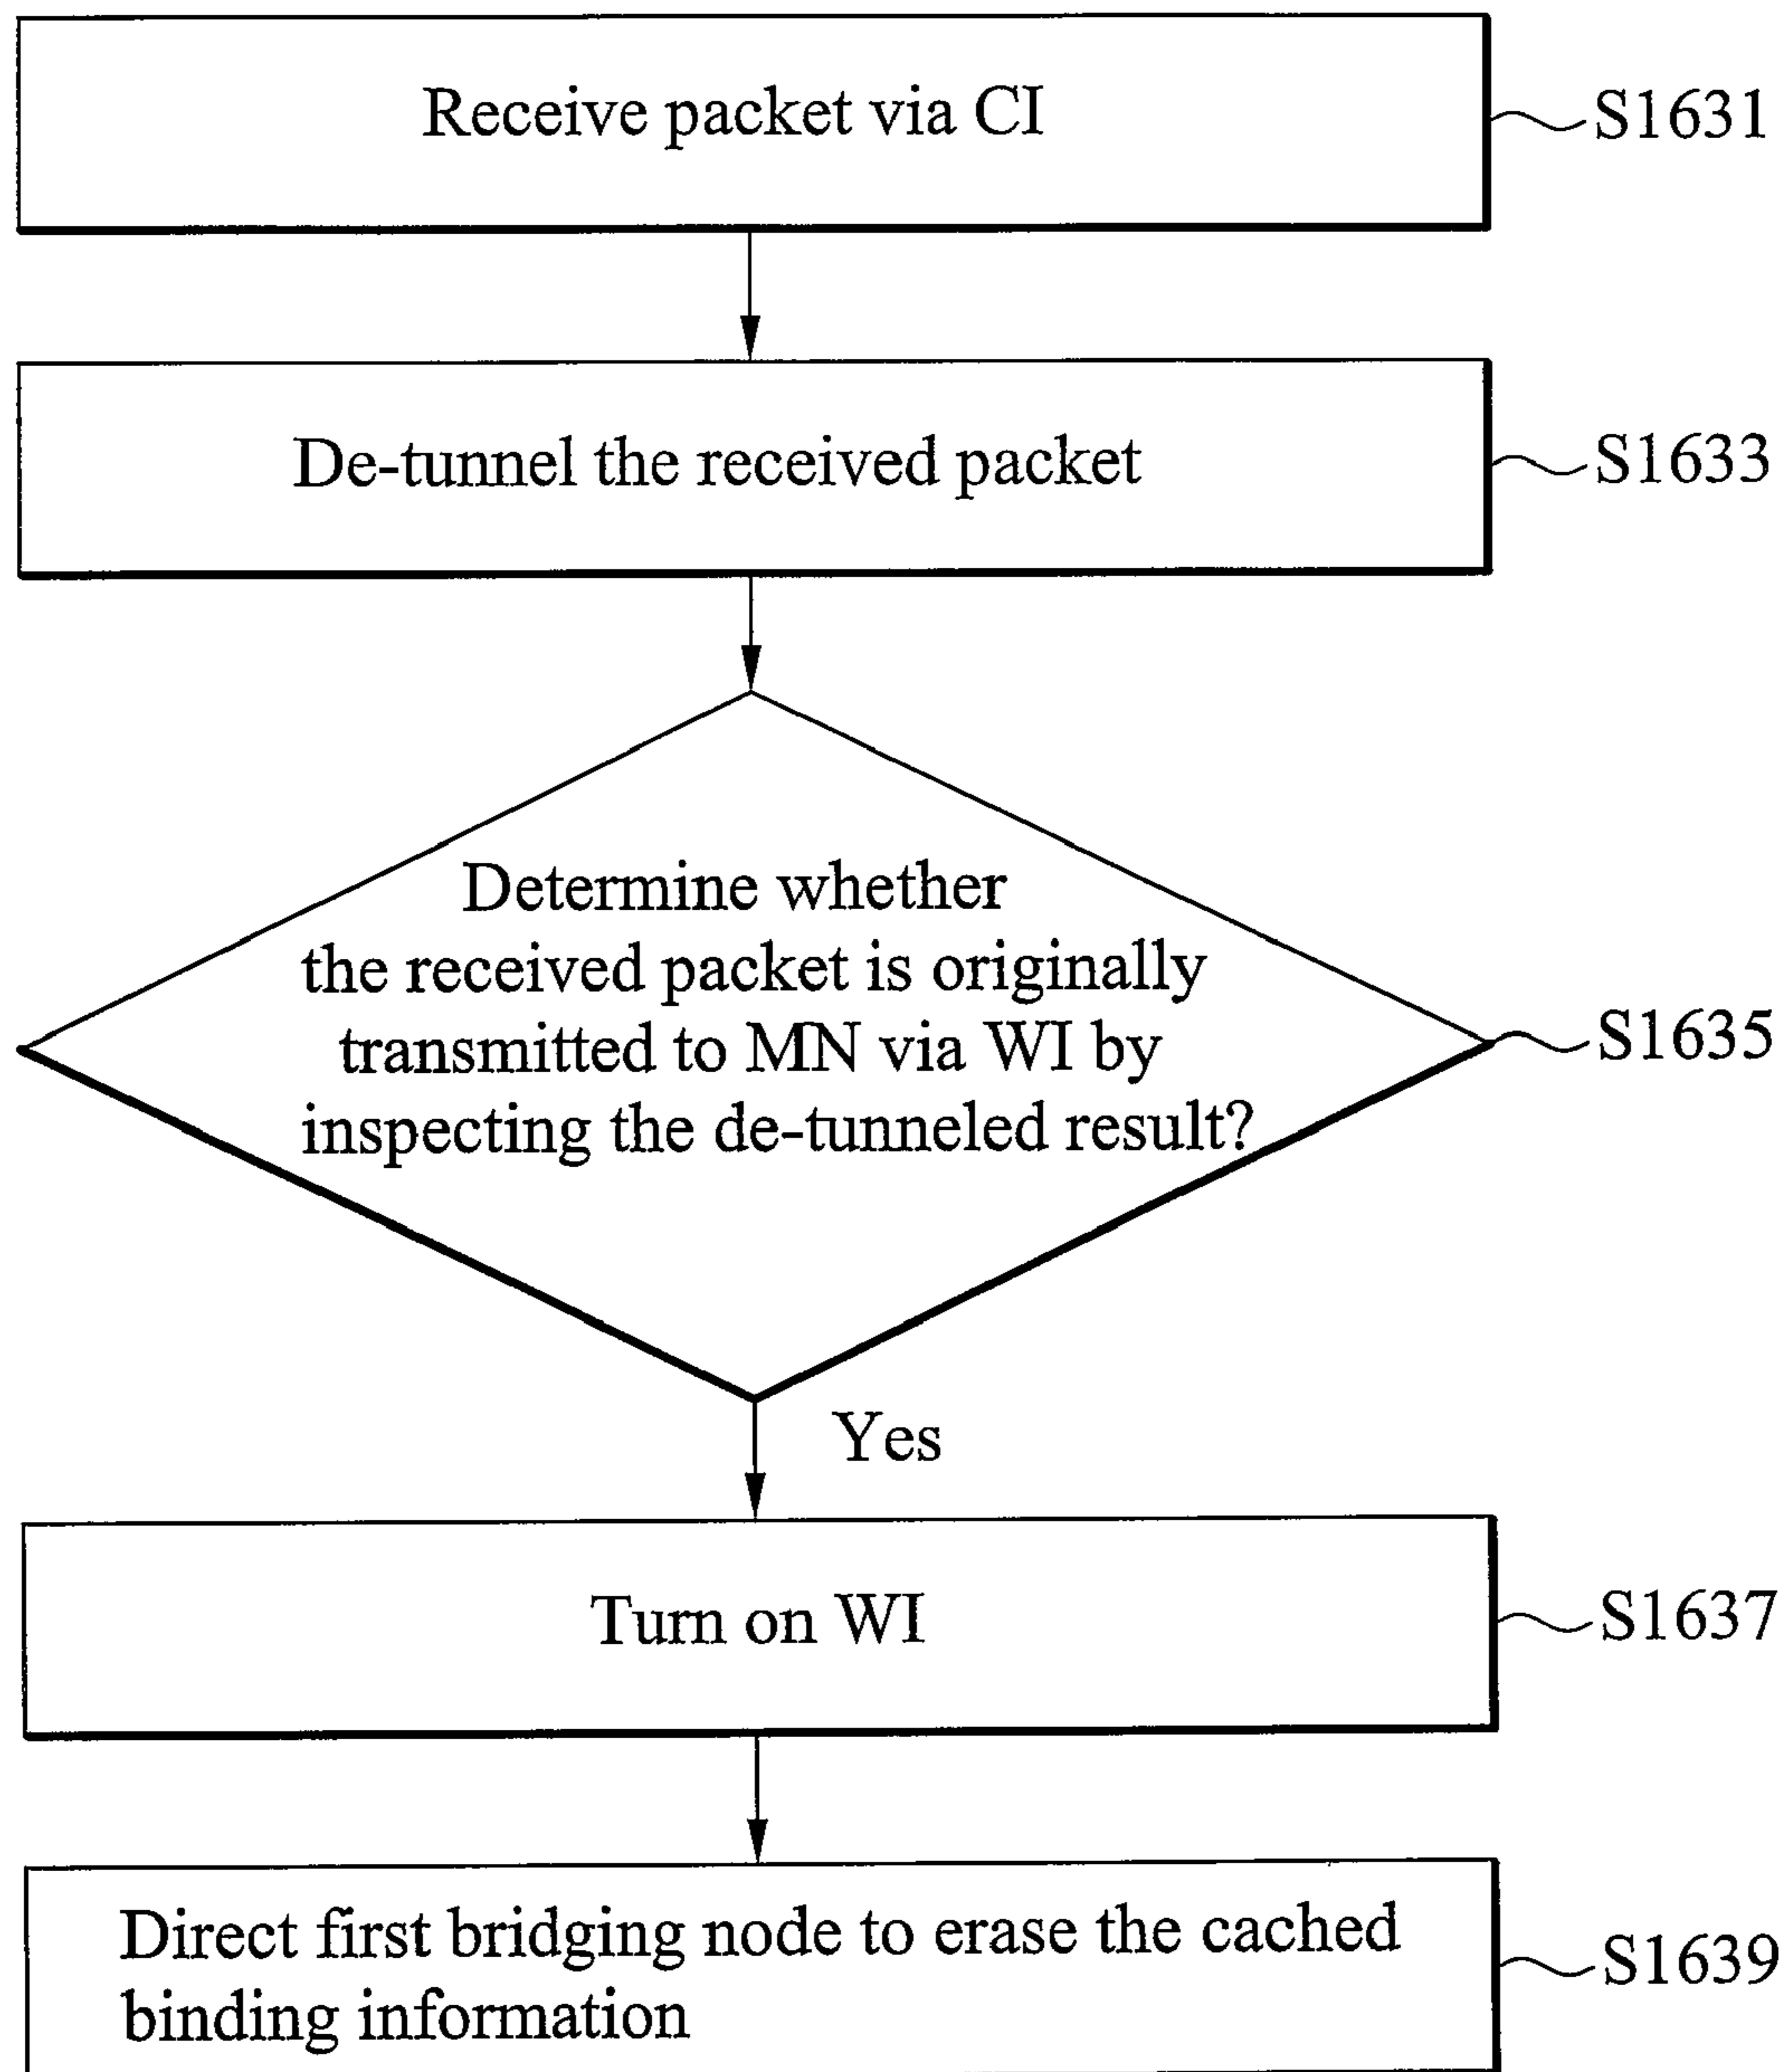 Receive packet via CI
S1631
De-tunnel the received packet
S1633
Determine whether
the received packet is originally
transmitted to MN via WI by
inspecting the de-tunneled result?
S1635
Yes
Turn on WI
S1637
Direct first bridging node to erase the cached
binding information
S1639